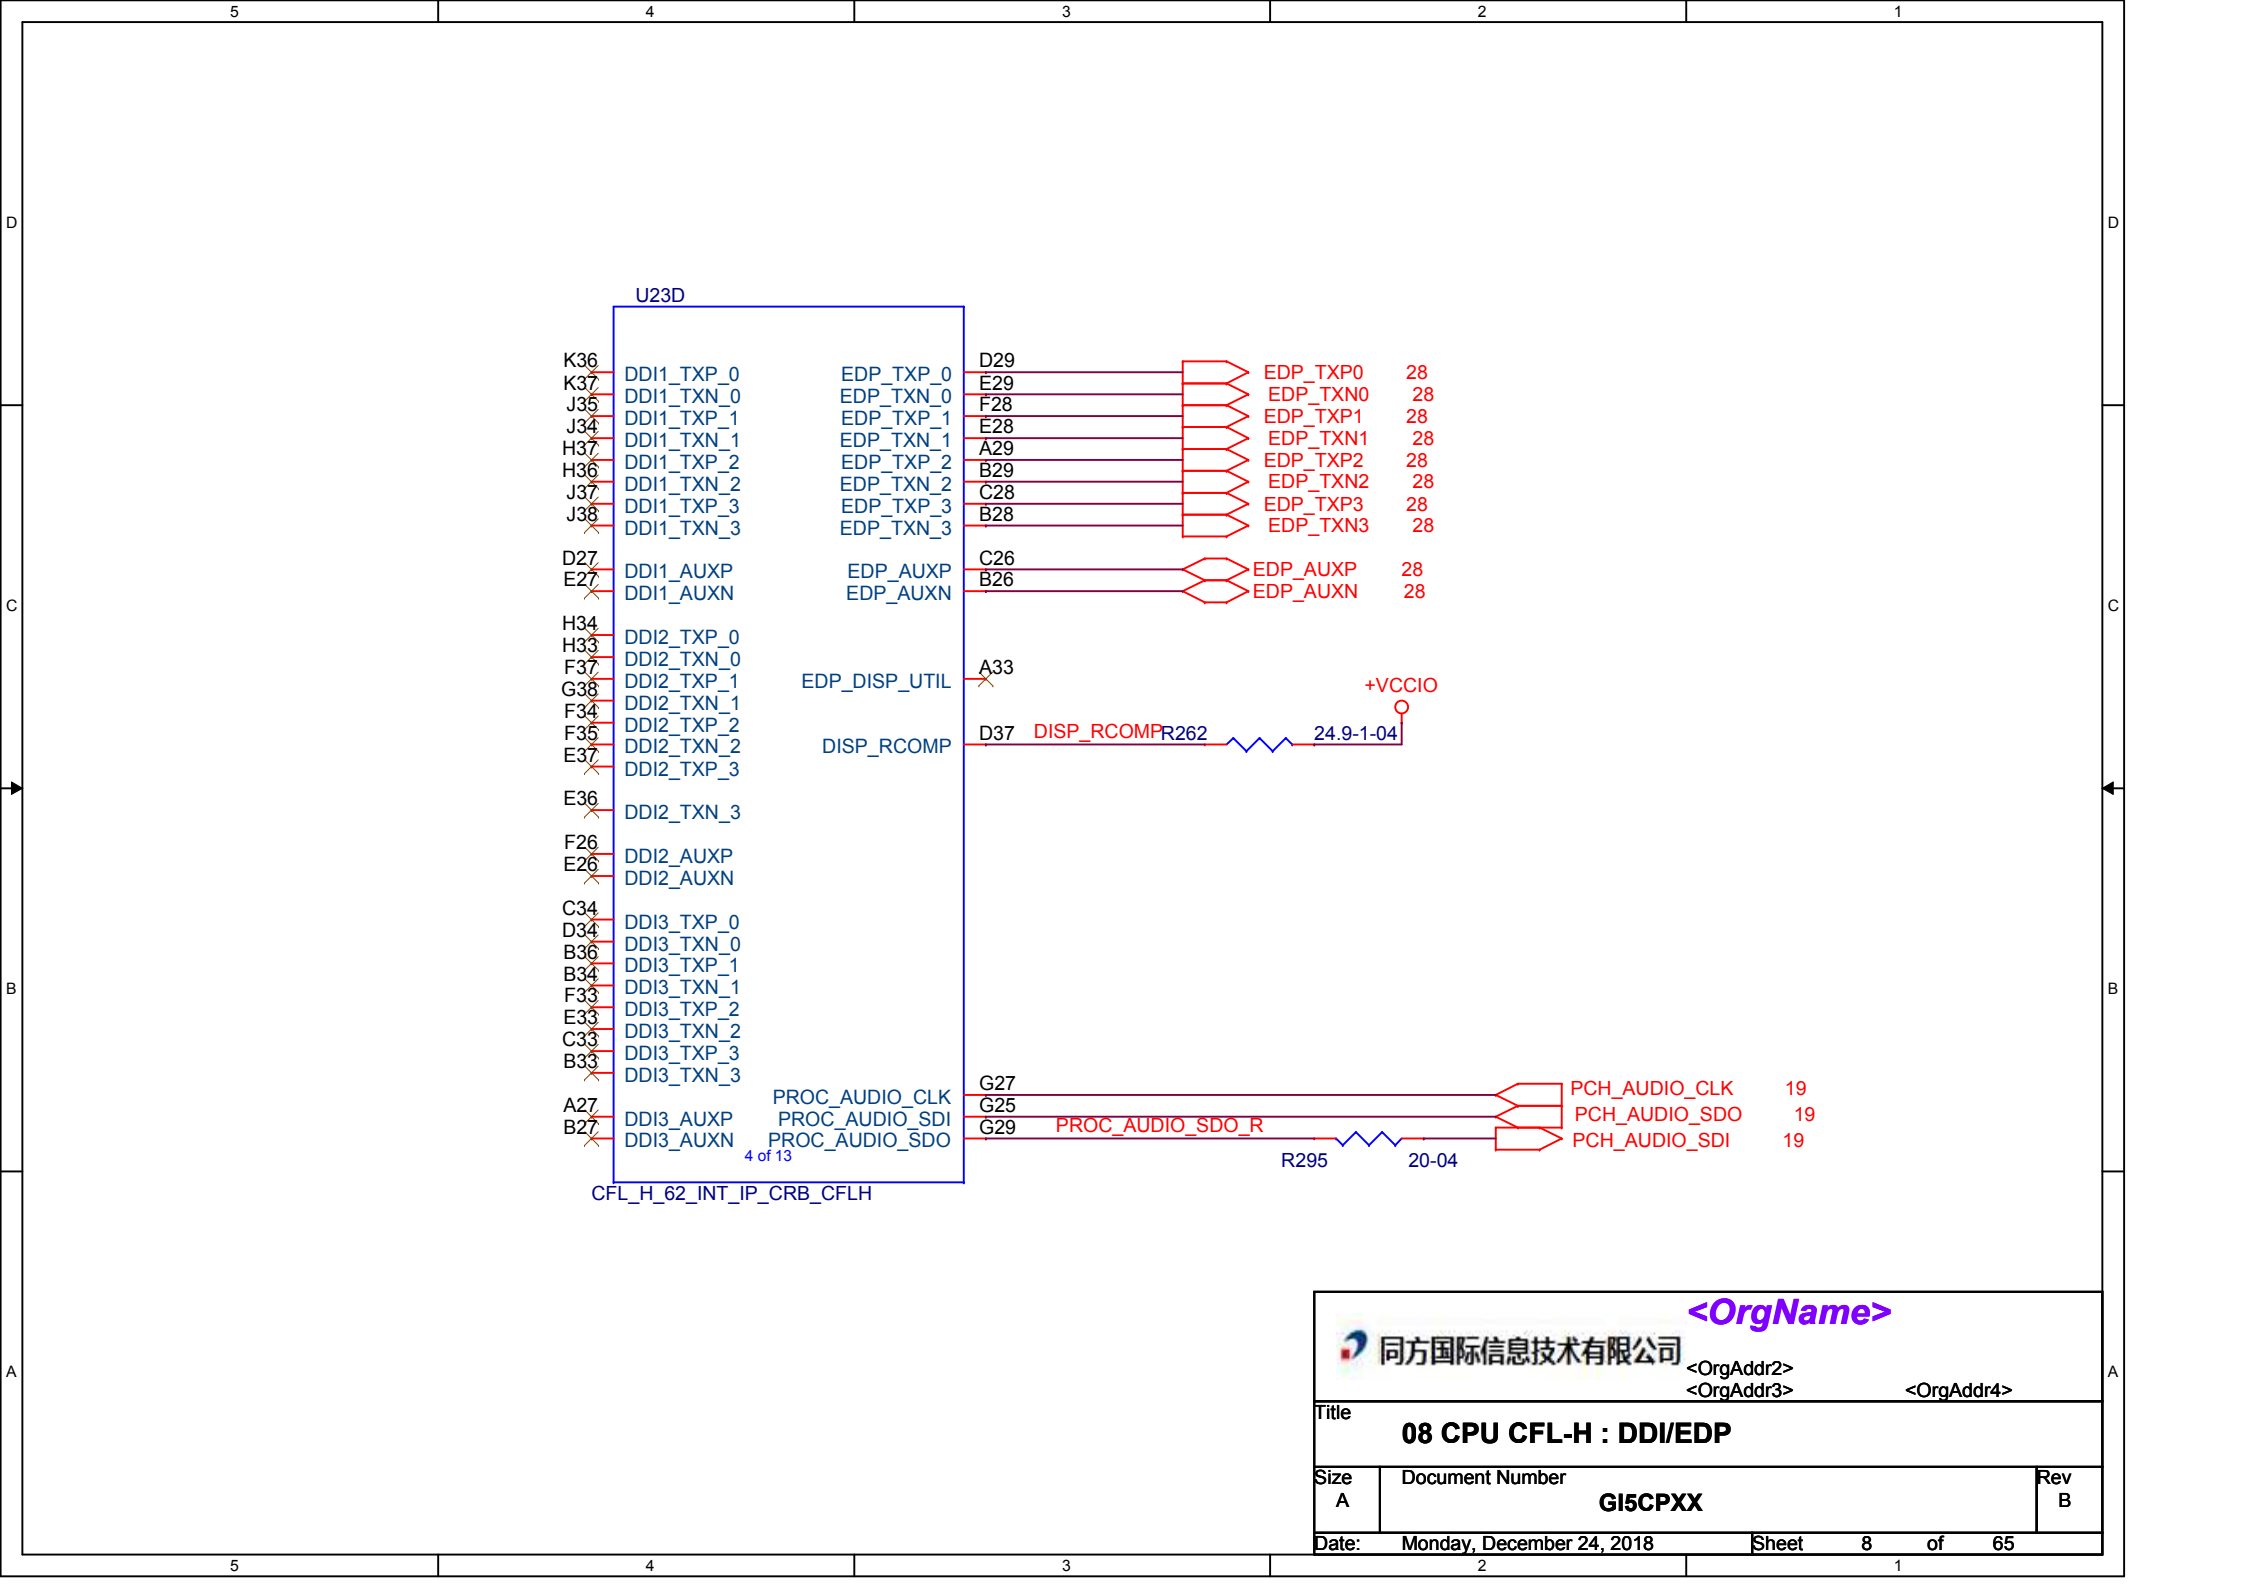 5 4 3 2 1
D D
C C
B B
A A
U23D
K36 DDI1_TXP_0 EDP_TXP_0 D29 EDP_TXP0 28
K37 DDI1_TXN_0 EDP_TXN_0 E29 EDP_TXN0 28
J35 DDI1_TXP_1 EDP_TXP_1 F28 EDP_TXP1 28
J34 DDI1_TXN_1 EDP_TXN_1 E28 EDP_TXN1 28
H37 DDI1_TXP_2 EDP_TXP_2 A29 EDP_TXP2 28
H36 DDI1_TXN_2 EDP_TXN_2 B29 EDP_TXN2 28
J37 DDI1_TXP_3 EDP_TXP_3 C28 EDP_TXP3 28
J38 DDI1_TXN_3 EDP_TXN_3 B28 EDP_TXN3 28
D27 DDI1_AUXP EDP_AUXP C26 EDP_AUXP 28
E27 DDI1_AUXN EDP_AUXN B26 EDP_AUXN 28
H34 DDI2_TXP_0
H33 DDI2_TXN_0
F37 DDI2_TXP_1 EDP_DISP_UTIL A33
G38 DDI2_TXN_1 +VCCIO
F34 DDI2_TXP_2
F35 DDI2_TXN_2 DISP_RCOMP D37 DISP_RCOMP R262 24.9-1-04
E37 DDI2_TXP_3
E36 DDI2_TXN_3
F26 DDI2_AUXP
E26 DDI2_AUXN
C34 DDI3_TXP_0
D34 DDI3_TXN_0
B36 DDI3_TXP_1
B34 DDI3_TXN_1
F33 DDI3_TXP_2
E33 DDI3_TXN_2
C33 DDI3_TXP_3
B33 DDI3_TXN_3
PROC_AUDIO_CLK G27 PCH_AUDIO_CLK 19
A27 DDI3_AUXP PROC_AUDIO_SDI G25 PCH_AUDIO_SDO 19
B27 DDI3_AUXN PROC_AUDIO_SDO G29 PROC_AUDIO_SDO_R PCH_AUDIO_SDI 19
4 of 13 R295 20-04
CFL_H_62_INT_IP_CRB_CFLH
<OrgName>
同方国际信息技术有限公司
<OrgAddr2>
<OrgAddr3> <OrgAddr4>
Title
08 CPU CFL-H : DDI/EDP
Size Document Number Rev
A GI5CPXX B
Date: Monday, December 24, 2018 Sheet 8 of 65
5 4 3 2 1